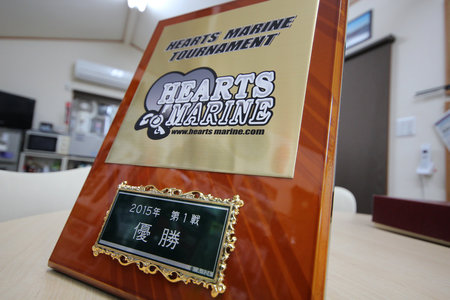 HEARTS MARINE
TOURNAMENT
HEARTS
MARINE
www.hearts marine.com
2015年 第1戦
優勝